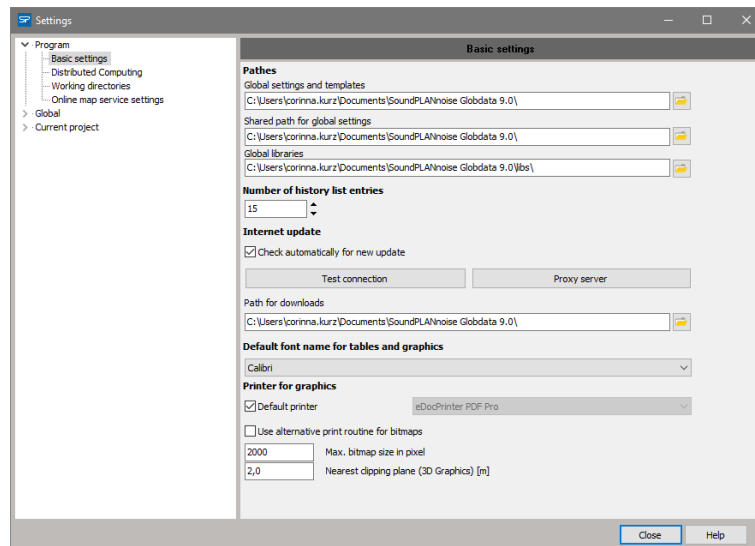 SP Settings
Program
Basic settings
Distributed Computing
Working directories
Online map service settings
Global
Current project
Basic settings
Pathes
Global settings and templates
C:\Users\corinna.kurz\Documents\SoundPLANnoise Globdata 9.0\
Shared path for global settings
C:\Users\corinna.kurz\Documents\SoundPLANnoise Globdata 9.0\
Global libraries
C:\Users\corinna.kurz\Documents\SoundPLANnoise Globdata 9.0\libs\
Number of history list entries
15
Internet update
Check automatically for new update
Test connection Proxy server
Path for downloads
C:\Users\corinna.kurz\Documents\SoundPLANnoise Globdata 9.0\
Default font name for tables and graphics
Calibri
Printer for graphics
Default printer eDocPrinter PDF Pro
Use alternative print routine for bitmaps
2000 Max. bitmap size in pixel
2,0 Nearest clipping plane (3D Graphics) [m]
Close Help